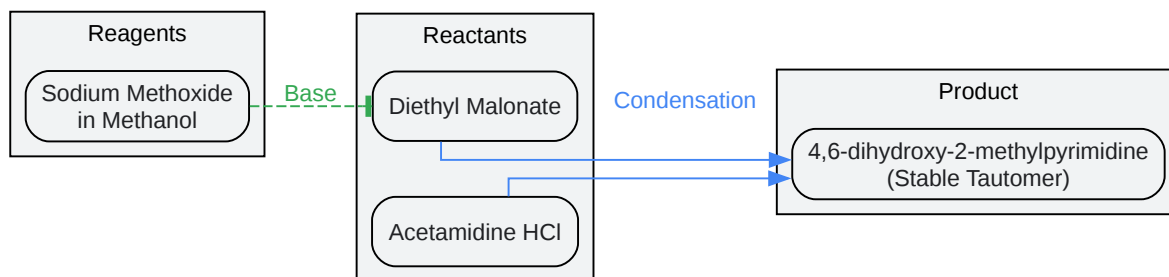 Reagents
Sodium Methoxide
in Methanol
Base
Reactants
Diethyl Malonate
Acetamidine HCl
Condensation
Product
4,6-dihydroxy-2-methylpyrimidine
(Stable Tautomer)